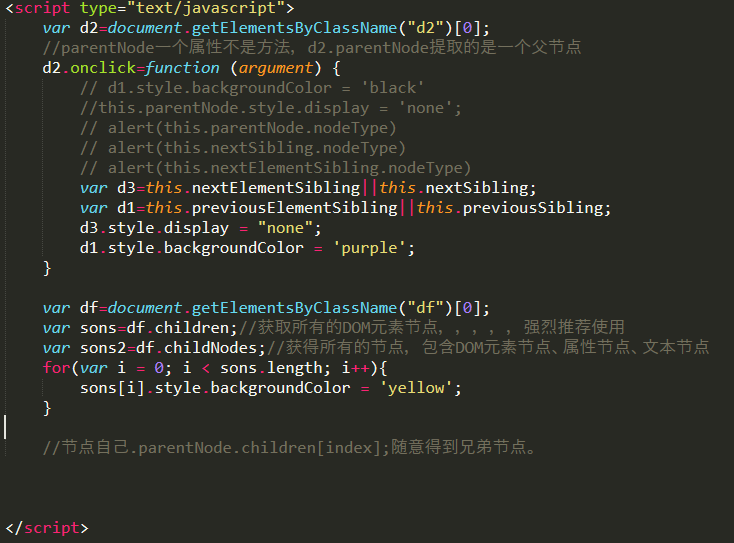 <script type="text/javascript">
var d2=document.getElementsByClassName("d2")[0];
//parentNode一个属性不是方法, d2.parentNode提取的是一个父节点
d2.onclick=function (argument) {
// d1.style.backgroundColor = 'black'
//this.parentNode.style.display = 'none';
// alert(this.parentNode.nodeType)
// alert(this.nextSibling.nodeType)
// alert(this.nextElementSibling.nodeType)
var d3=this.nextElementSibling||this.nextSibling;
var d1=this.previousElementSibling||this.previousSibling;
d3.style.display = "none";
d1.style.backgroundColor = 'purple';
}
var df=document.getElementsByClassName("df")[0];
var sons=df.children;//获取所有的DOM元素节点, , , , , 强烈推荐使用
var sons2=df.childNodes;//获得所有的节点, 包含DOM元素节点、属性节点、文本节点
for(var i = 0; i < sons.length; i++){
sons[i].style.backgroundColor = 'yellow';
}
//节点自己.parentNode.children[index];随意得到兄弟节点。
</script>